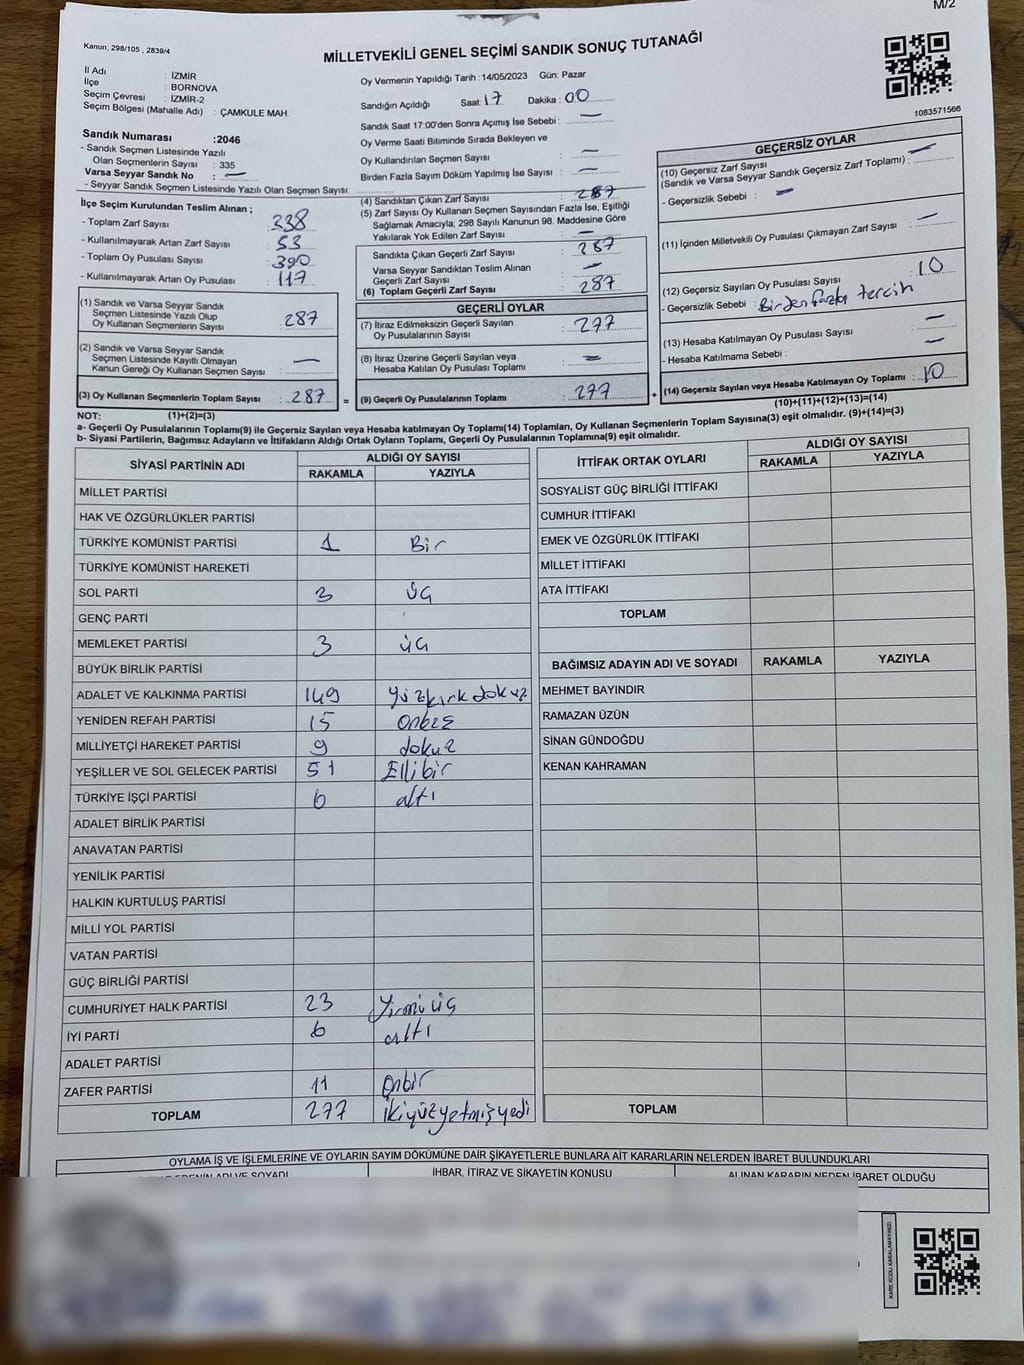 M/2
Kanun, 298/105 , 2839/4
MİLLETVEKİLİ GENEL SEÇİMİ SANDIK SONUÇ TUTANAĞI
İl Adı : İZMİR
İlçe : BORNOVA
Seçim Çevresi : İZMİR-2
Seçim Bölgesi (Mahalle Adı) : ÇAMKULE MAH.
Oy Vermenin Yapıldığı Tarih :14/05/2023 Gün: Pazar
Sandığın Açıldığı Saat: 17 Dakika : 00
Sandık Saat 17:00'den Sonra Açımış İse Sebebi : —
Oy Verme Saati Bitiminde Sırada Bekleyen ve
Oy Kullandırılan Seçmen Sayısı : —
Birden Fazla Sayım Döküm Yapılmış İse Sayısı : —
1083571566
Sandık Numarası :2046
- Sandık Seçmen Listesinde Yazılı
Olan Seçmenlerin Sayısı : 335
Varsa Seyyar Sandık No : —
- Seyyar Sandık Seçmen Listesinde Yazılı Olan Seçmen Sayısı:
İlçe Seçim Kurulundan Teslim Alınan ;
- Toplam Zarf Sayısı : 338
- Kullanılmayarak Artan Zarf Sayısı : 53
- Toplam Oy Pusulası Sayısı : 390
- Kullanılmayarak Artan Oy Pusulası : 117
(1) Sandık ve Varsa Seyyar Sandık
Seçmen Listesinde Yazılı Olup
Oy Kullanan Seçmenlerin Sayısı : 287
(2) Sandık ve Varsa Seyyar Sandık
Seçmen Listesinde Kayıtlı Olmayan
Kanun Gereği Oy Kullanan Seçmen Sayısı : —
(3) Oy Kullanan Seçmenlerin Toplam Sayısı : 287
(4) Sandıktan Çıkan Zarf Sayısı : 287
(5) Zarf Sayısı Oy Kullanan Seçmen Sayısından Fazla İse, Eşitliği
Sağlamak Amacıyla, 298 Sayılı Kanunun 98. Maddesine Göre
Yakılarak Yok Edilen Zarf Sayısı : —
Sandıkta Çıkan Geçerli Zarf Sayısı : 287
Varsa Seyyar Sandıktan Teslim Alınan
Geçerli Zarf Sayısı : —
(6) Toplam Geçerli Zarf Sayısı : 287
GEÇERLİ OYLAR
(7) İtiraz Edilmeksizin Geçerli Sayılan
Oy Pusulalarının Sayısı : 277
(8) İtiraz Üzerine Geçerli Sayılan veya
Hesaba Katılan Oy Pusulası Toplamı : —
= (9) Geçerli Oy Pusulalarının Toplamı : 277 +
GEÇERSİZ OYLAR
(10) Geçersiz Zarf Sayısı
(Sandık ve Varsa Seyyar Sandık Geçersiz Zarf Toplamı) : —
- Geçersizlik Sebebi : —
(11) İçinden Milletvekili Oy Pusulası Çıkmayan Zarf Sayısı : —
(12) Geçersiz Sayılan Oy Pusulası Sayısı : 10
- Geçersizlik Sebebi : Birden fazla tercih
(13) Hesaba Katılmayan Oy Pusulası Sayısı : —
- Hesaba Katılmama Sebebi : —
(14) Geçersiz Sayılan veya Hesaba Katılmayan Oy Toplamı : 10
NOT: (1)+(2)=(3)
(10)+(11)+(12)+(13)=(14)
a- Geçerli Oy Pusulalarının Toplamı(9) ile Geçersiz Sayılan veya Hesaba katılmayan Oy Toplamı(14) Toplamları, Oy Kullanan Seçmenlerin Toplam Sayısına(3) eşit olmalıdır. (9)+(14)=(3)
b- Siyasi Partilerin, Bağımsız Adayların ve İttifakların Aldığı Ortak Oyların Toplamı, Geçerli Oy Pusulalarının Toplamına(9) eşit olmalıdır.
SİYASİ PARTİNİN ADI ALDIĞI OY SAYISI
RAKAMLA YAZIYLA
MİLLET PARTİSİ
HAK VE ÖZGÜRLÜKLER PARTİSİ
TÜRKİYE KOMÜNİST PARTİSİ 1 Bir
TÜRKİYE KOMÜNİST HAREKETİ
SOL PARTİ 3 üç
GENÇ PARTİ
MEMLEKET PARTİSİ 3 üç
BÜYÜK BİRLİK PARTİSİ
ADALET VE KALKINMA PARTİSİ 149 yüzkırkdokuz
YENİDEN REFAH PARTİSİ 15 onbeş
MİLLİYETÇİ HAREKET PARTİSİ 9 dokuz
YEŞİLLER VE SOL GELECEK PARTİSİ 51 Ellibir
TÜRKİYE İŞÇİ PARTİSİ 6 altı
ADALET BİRLİK PARTİSİ
ANAVATAN PARTİSİ
YENİLİK PARTİSİ
HALKIN KURTULUŞ PARTİSİ
MİLLİ YOL PARTİSİ
VATAN PARTİSİ
GÜÇ BİRLİĞİ PARTİSİ
CUMHURİYET HALK PARTİSİ 23 Yirmiüç
İYİ PARTİ 6 altı
ADALET PARTİSİ
ZAFER PARTİSİ 11 Onbir
TOPLAM 277 ikiyüzyetmişyedi
İTTİFAK ORTAK OYLARI ALDIĞI OY SAYISI
RAKAMLA YAZIYLA
SOSYALİST GÜÇ BİRLİĞİ İTTİFAKI
CUMHUR İTTİFAKI
EMEK VE ÖZGÜRLÜK İTTİFAKI
MİLLET İTTİFAKI
ATA İTTİFAKI
TOPLAM
BAĞIMSIZ ADAYIN ADI VE SOYADI RAKAMLA YAZIYLA
MEHMET BAYINDIR
RAMAZAN ÜZÜN
SİNAN GÜNDOĞDU
KENAN KAHRAMAN
TOPLAM
OYLAMA İŞ VE İŞLEMLERİNE VE OYLARIN SAYIM DÖKÜMÜNE DAİR ŞİKAYETLERLE BUNLARA AİT KARARLARIN NELERDEN İBARET BULUNDUKLARI
ADI VE SOYADI İHBAR, İTİRAZ VE ŞİKAYETİN KONUSU ALINAN KARARIN NEDEN İBARET OLDUĞU
KARE KODU KARALAMAYINIZ!